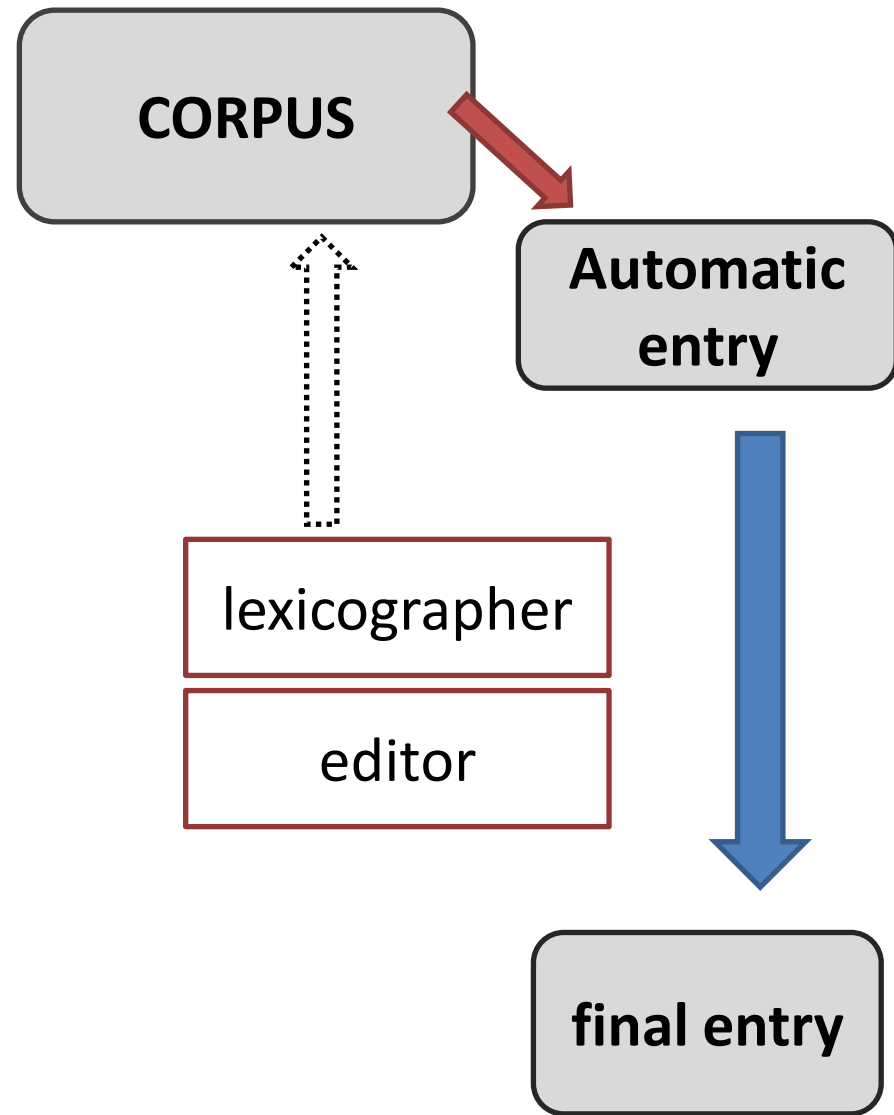 CORPUS
Automatic
entry
lexicographer
editor
final entry